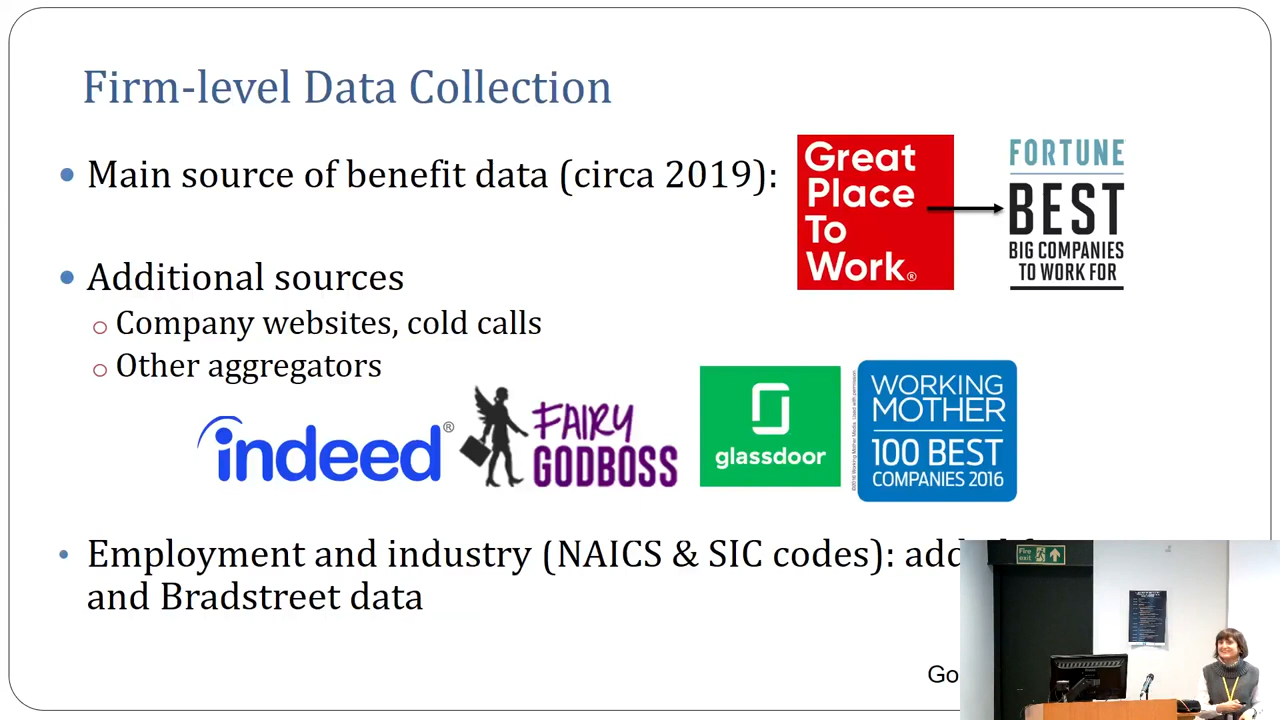 Firm-level Data Collection
Main source of benefit data (circa 2019):
Great
Place
To
Work®
FORTUNE
BEST
BIG COMPANIES
TO WORK FOR
Additional sources
Company websites, cold calls
Other aggregators
indeed®
FAIRY
GODBOSS
glassdoor
WORKING
MOTHER
100 BEST
COMPANIES 2016
Employment and industry (NAICS & SIC codes):
and Bradstreet data
Go
Fire
exit